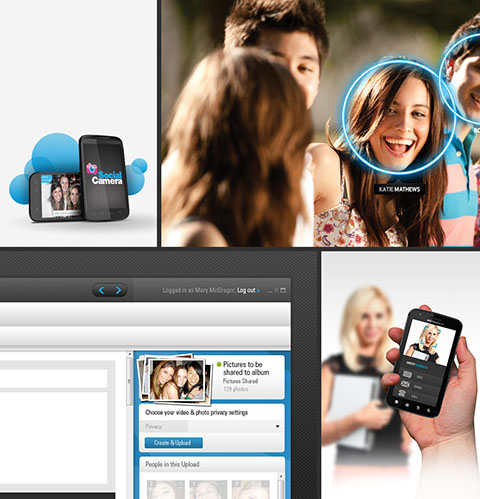 Social
Camera
KATIE MATHEWS
Logged in as Mary McGragor, Log out
Pictures to be
shared to album
Pictures Shared
129 photos
Choose your video & photo privacy settings
Privacy:
Create & Upload
People in this Upload